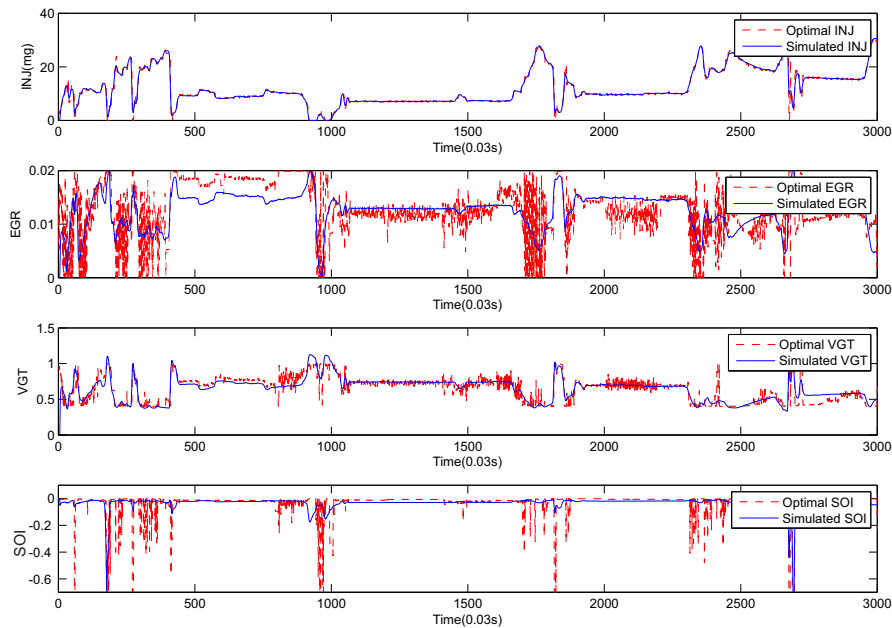 40
20
0
INJ(mg)
Optimal INJ
Simulated INJ
0 500 1000 1500 2000 2500 3000
Time(0.03s)
0.02
0.01
0
EGR
Optimal EGR
Simulated EGR
0 500 1000 1500 2000 2500 3000
Time(0.03s)
1.5
1
0.5
0
VGT
Optimal VGT
Simulated VGT
0 500 1000 1500 2000 2500 3000
Time(0.03s)
0
-0.2
-0.4
-0.6
SOI
Optimal SOI
Simulated SOI
0 500 1000 1500 2000 2500 3000
Time(0.03s)